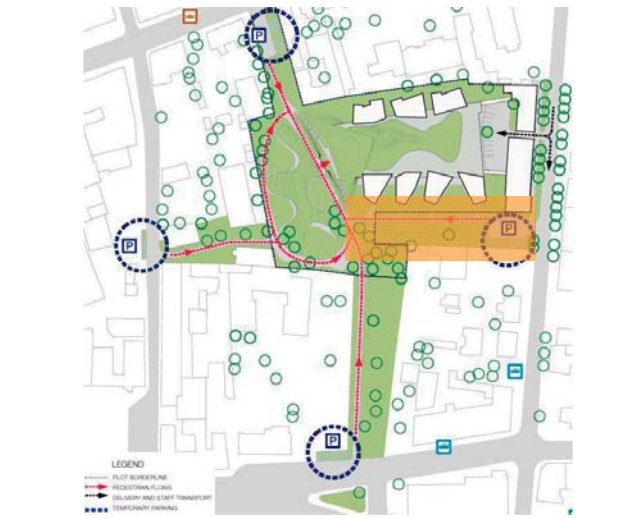 P
P
P
P
LEGEND
PLOT BORDERLINE
PEDESTRIAN FLOWS
DELIVERY AND STAFF TRANSPORT
TEMPORARY PARKING